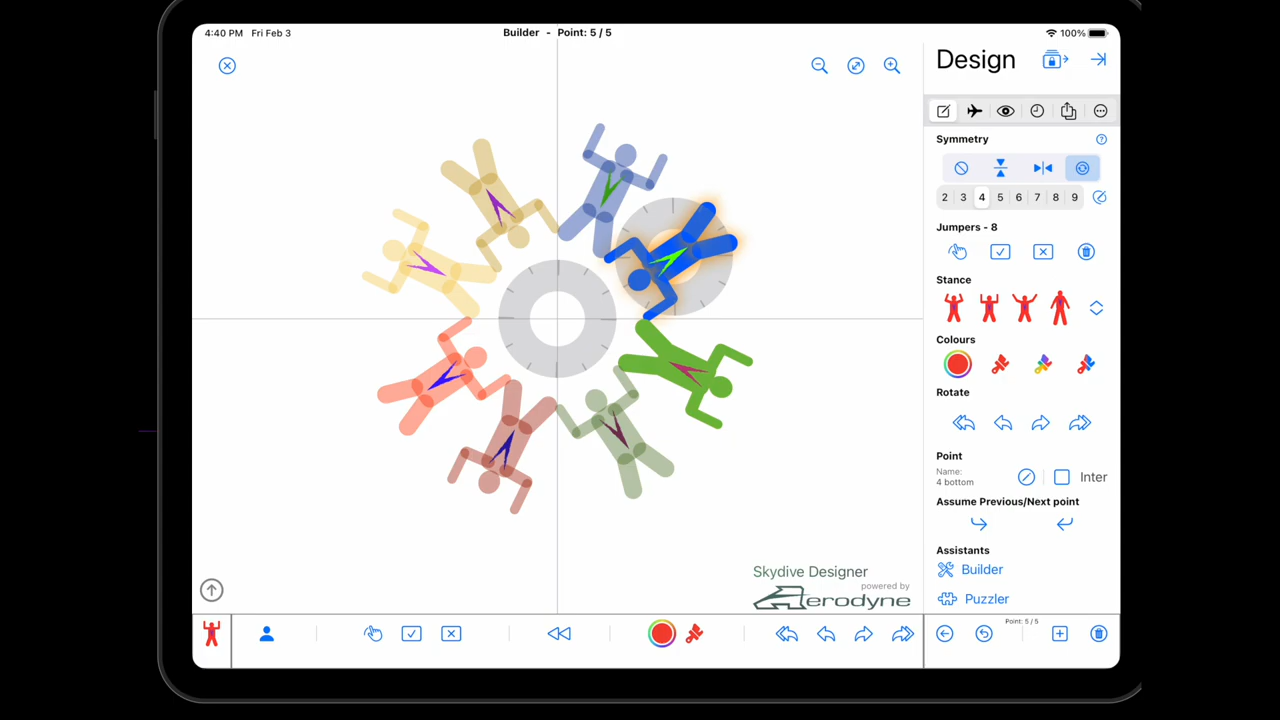 4:40 PM Fri Feb 3
Builder - Point: 5 / 5
100%
Design
Symmetry
2 3 4 5 6 7 8 9
Jumpers - 8
Stance
Colours
Rotate
Point
Name:
4 bottom
Inter
Assume Previous/Next point
Assistants
Builder
Puzzler
Skydive Designer
powered by
Aerodyne
Point: 5 / 5